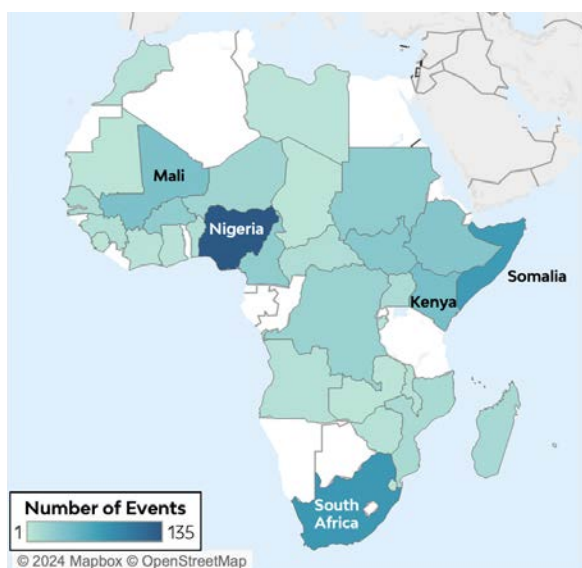 Mali
Nigeria
Somalia
Kenya
South
Africa
Number of Events
1 135
© 2024 Mapbox © OpenStreetMap